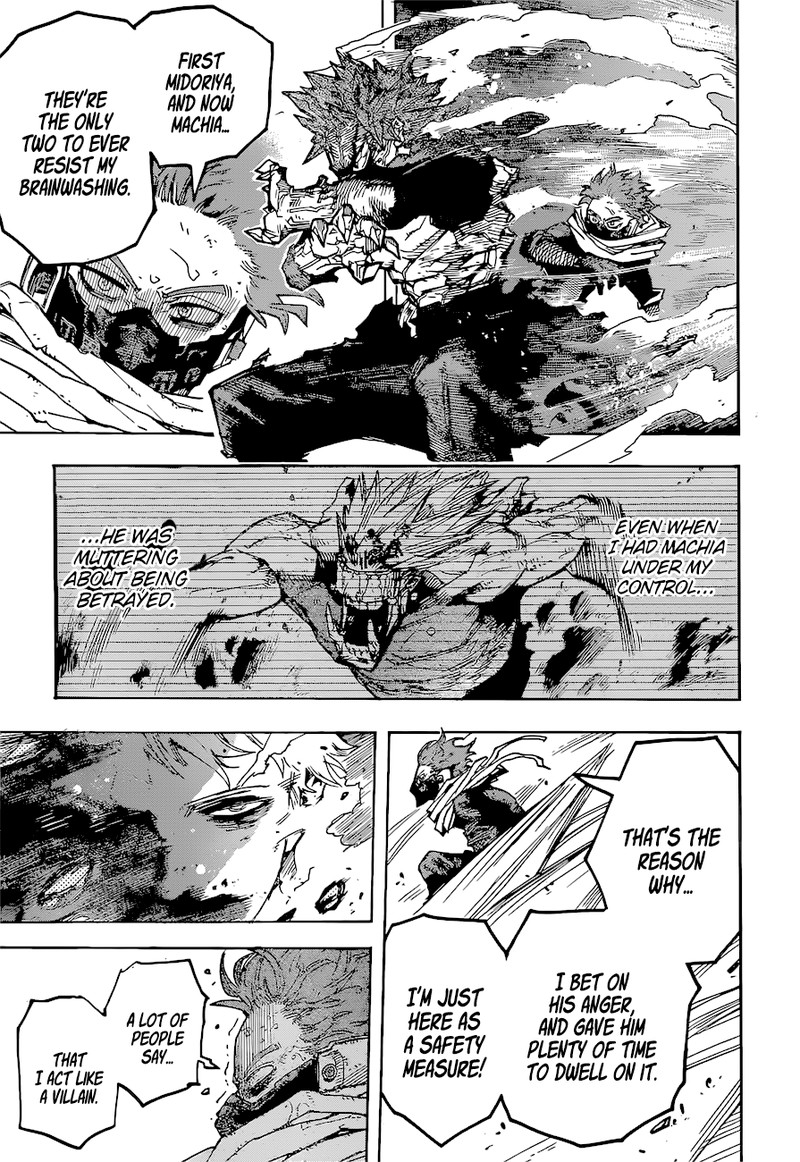 FIRST
MIDORIYA,
AND NOW
MACHIA...
THEY'RE
THE ONLY
TWO TO EVER
RESIST MY
BRAINWASHING.
EVEN WHEN
I HAD MACHIA
UNDER MY
CONTROL...
...HE WAS
MUTTERING
ABOUT BEING
BETRAYED.
THAT'S THE
REASON
WHY...
I BET ON
HIS ANGER,
AND GAVE HIM
PLENTY OF TIME
TO DWELL ON IT.
I'M JUST
HERE AS
A SAFETY
MEASURE!
A LOT OF
PEOPLE
SAY...
THAT
I ACT LIKE
A VILLAIN.